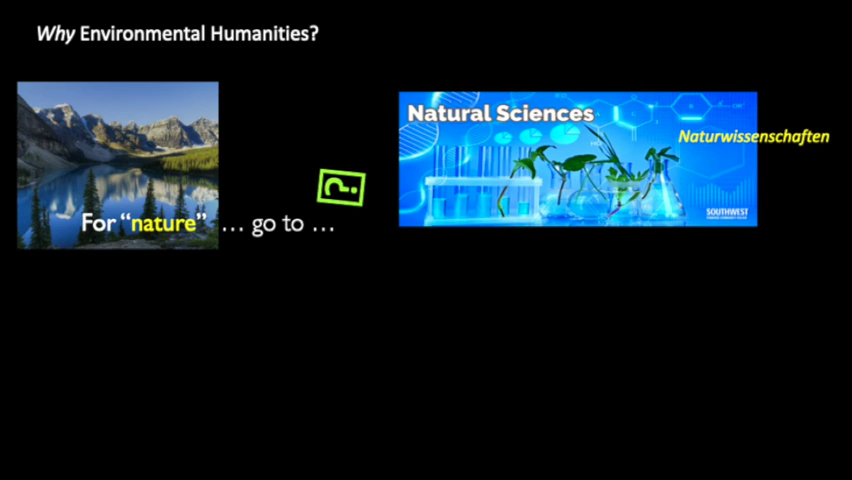 Why Environmental Humanities?
Natural Sciences
Naturwissenschaften
?
For “nature” … go to …
SOUTHWEST